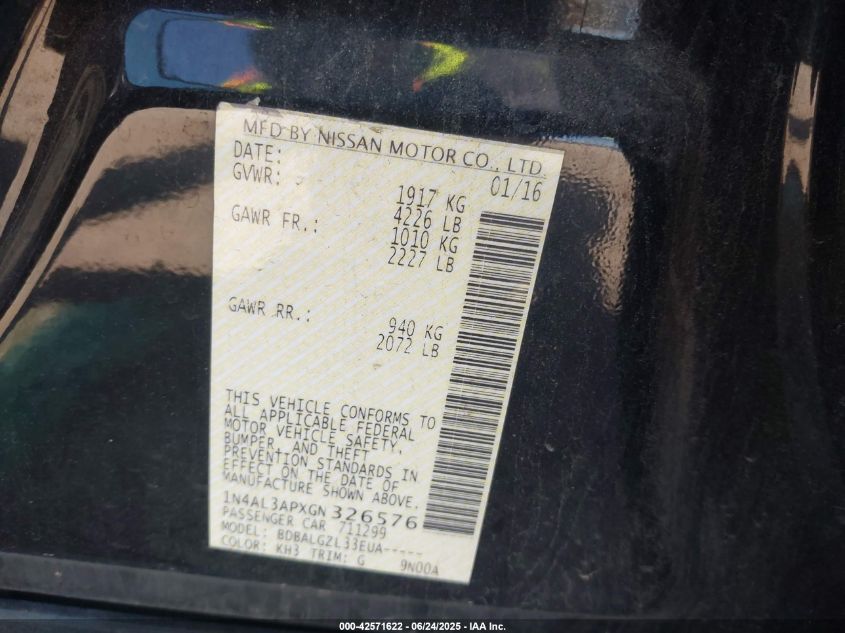 MFD BY NISSAN MOTOR CO., LTD.
DATE: 01/16
GVWR: 1917 KG
4226 LB
GAWR FR.: 1010 KG
2227 LB
GAWR RR.: 940 KG
2072 LB
THIS VEHICLE CONFORMS TO
ALL APPLICABLE FEDERAL
MOTOR VEHICLE SAFETY,
BUMPER, AND THEFT
PREVENTION STANDARDS IN
EFFECT ON THE DATE OF
MANUFACTURE SHOWN ABOVE.
1N4AL3APXGN 326576
PASSENGER CAR 711299
MODEL: BDBALGZL33EUA-----
COLOR: KH3 TRIM: G 9N00A
000-42571622 - 06/24/2025 - IAA Inc.